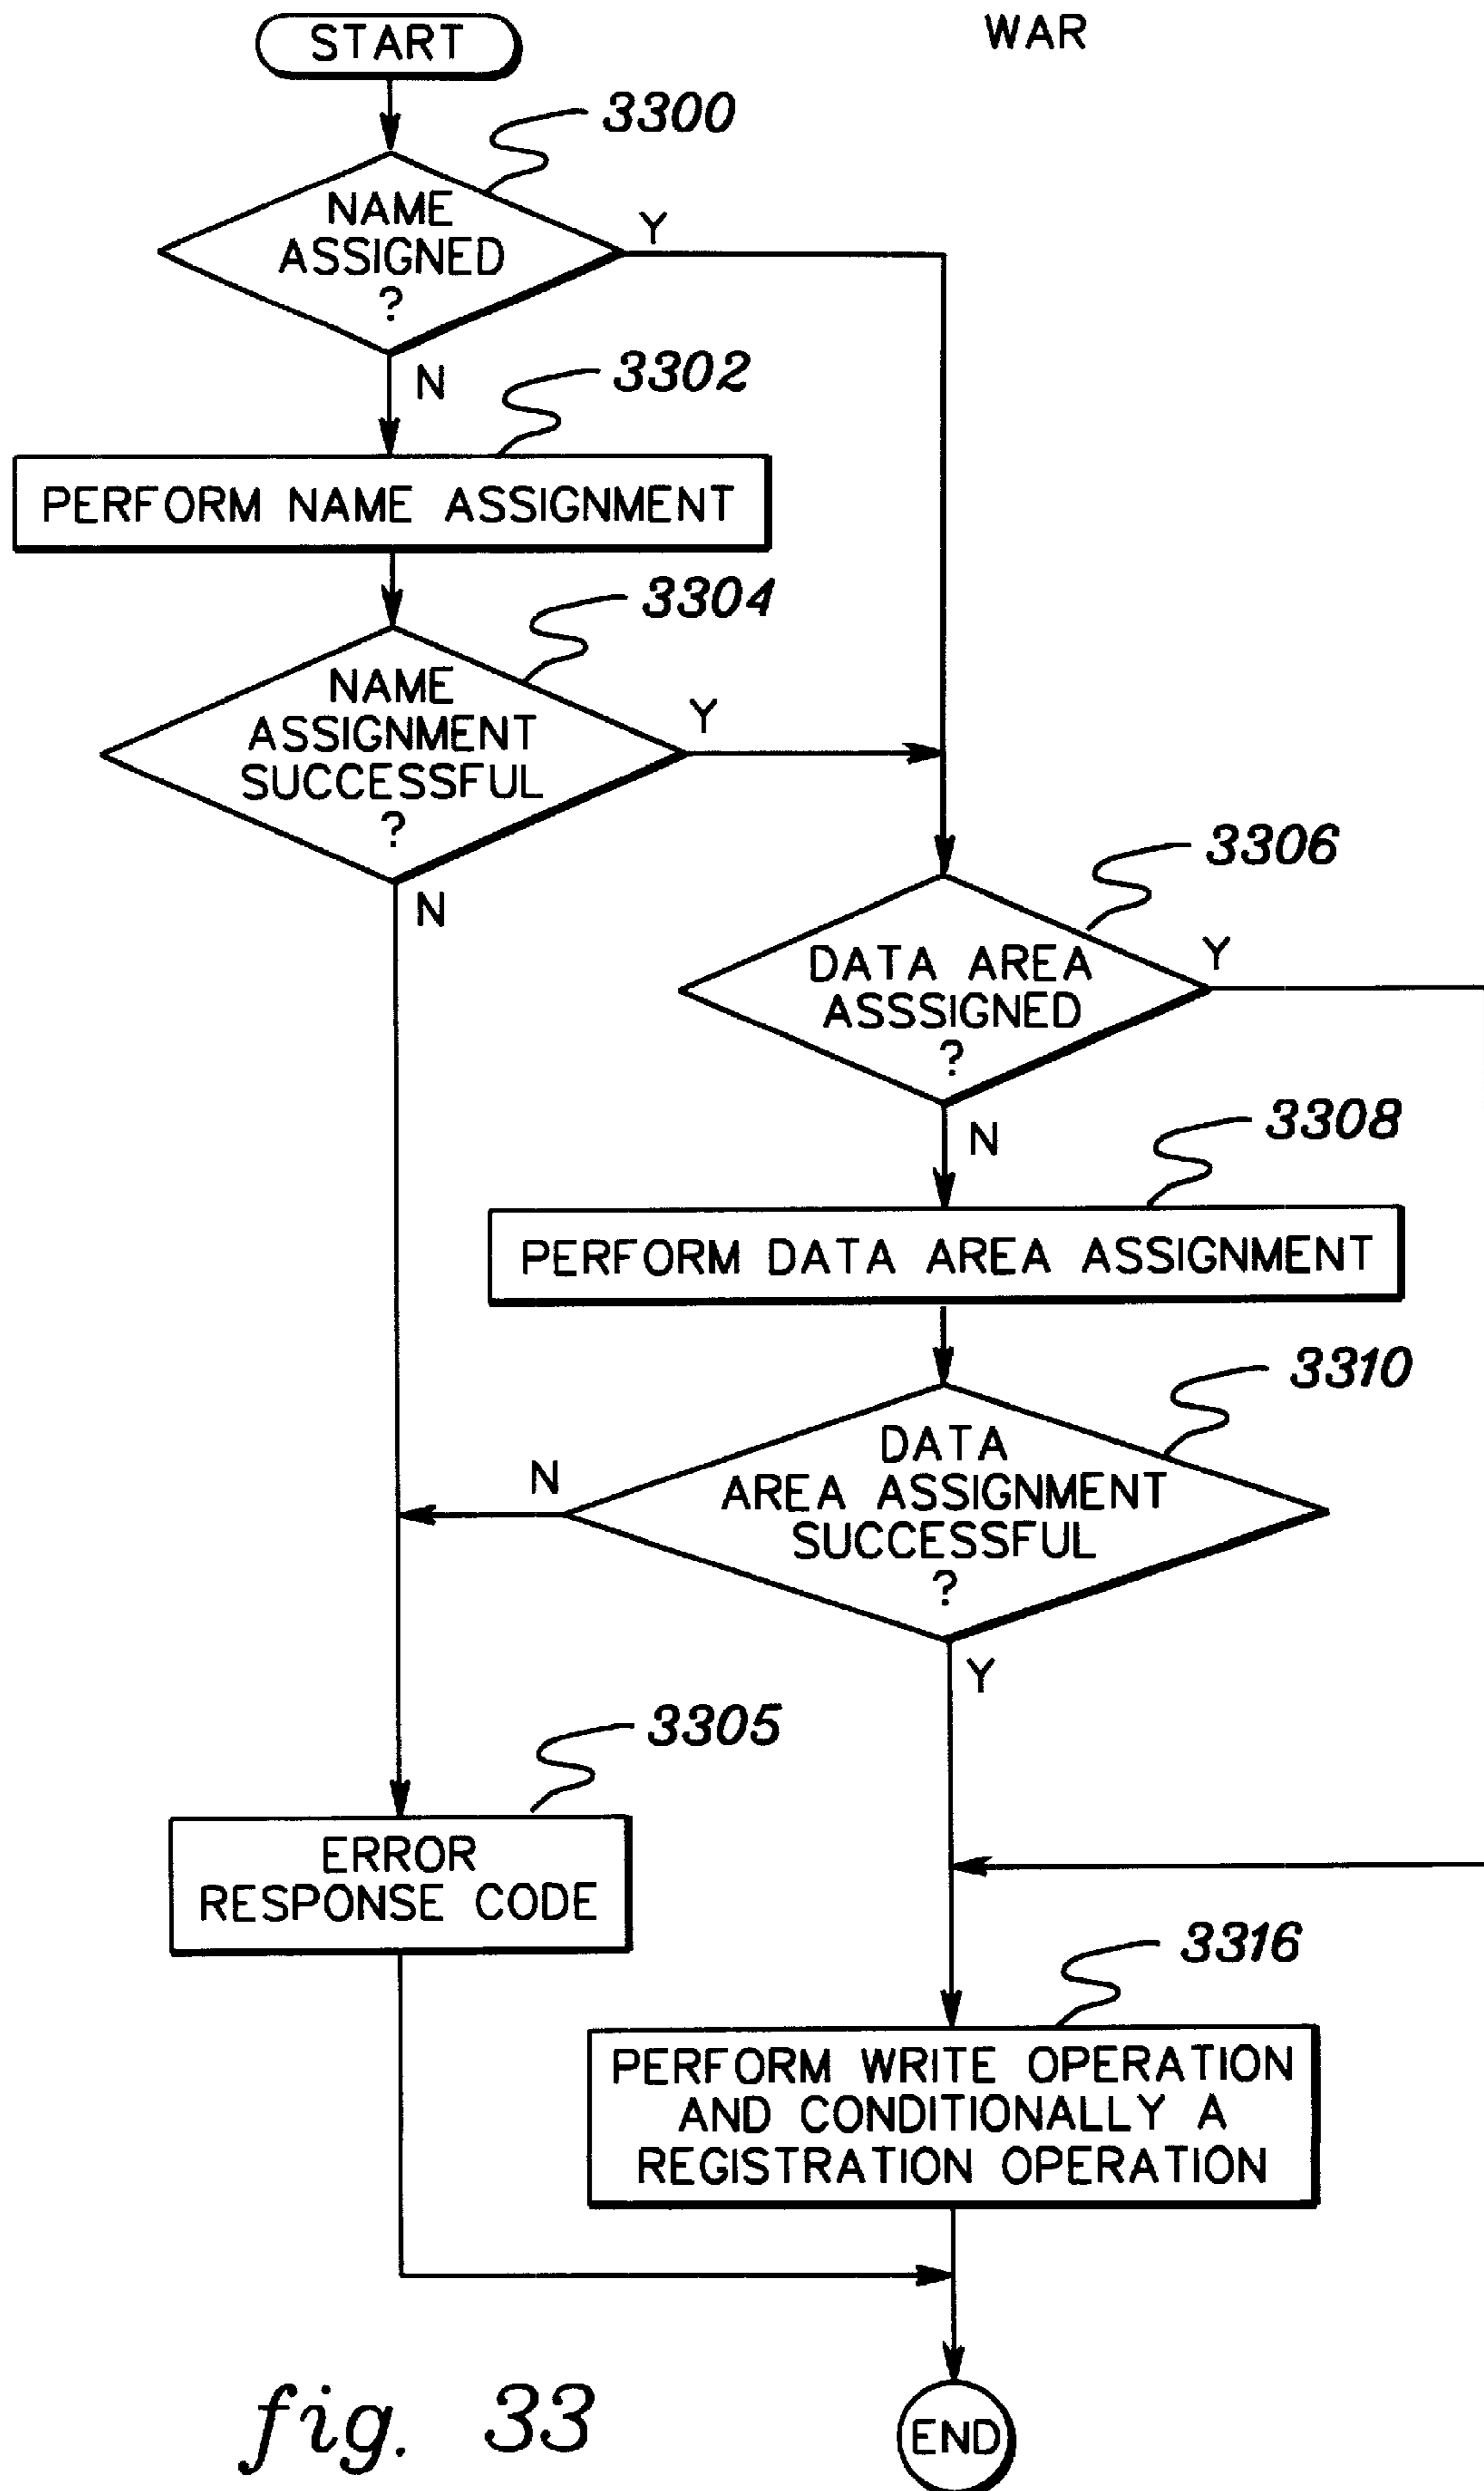 WAR
START
3300
NAME
ASSIGNED
?
Y
N
3302
PERFORM NAME ASSIGNMENT
3304
NAME
ASSIGNMENT
SUCCESSFUL
?
Y
N
3306
DATA AREA
ASSSIGNED
?
Y
N
3308
PERFORM DATA AREA ASSIGNMENT
3310
DATA
AREA ASSIGNMENT
SUCCESSFUL
?
N
Y
3305
ERROR
RESPONSE CODE
3316
PERFORM WRITE OPERATION
AND CONDITIONALLY A
REGISTRATION OPERATION
END
fig. 33